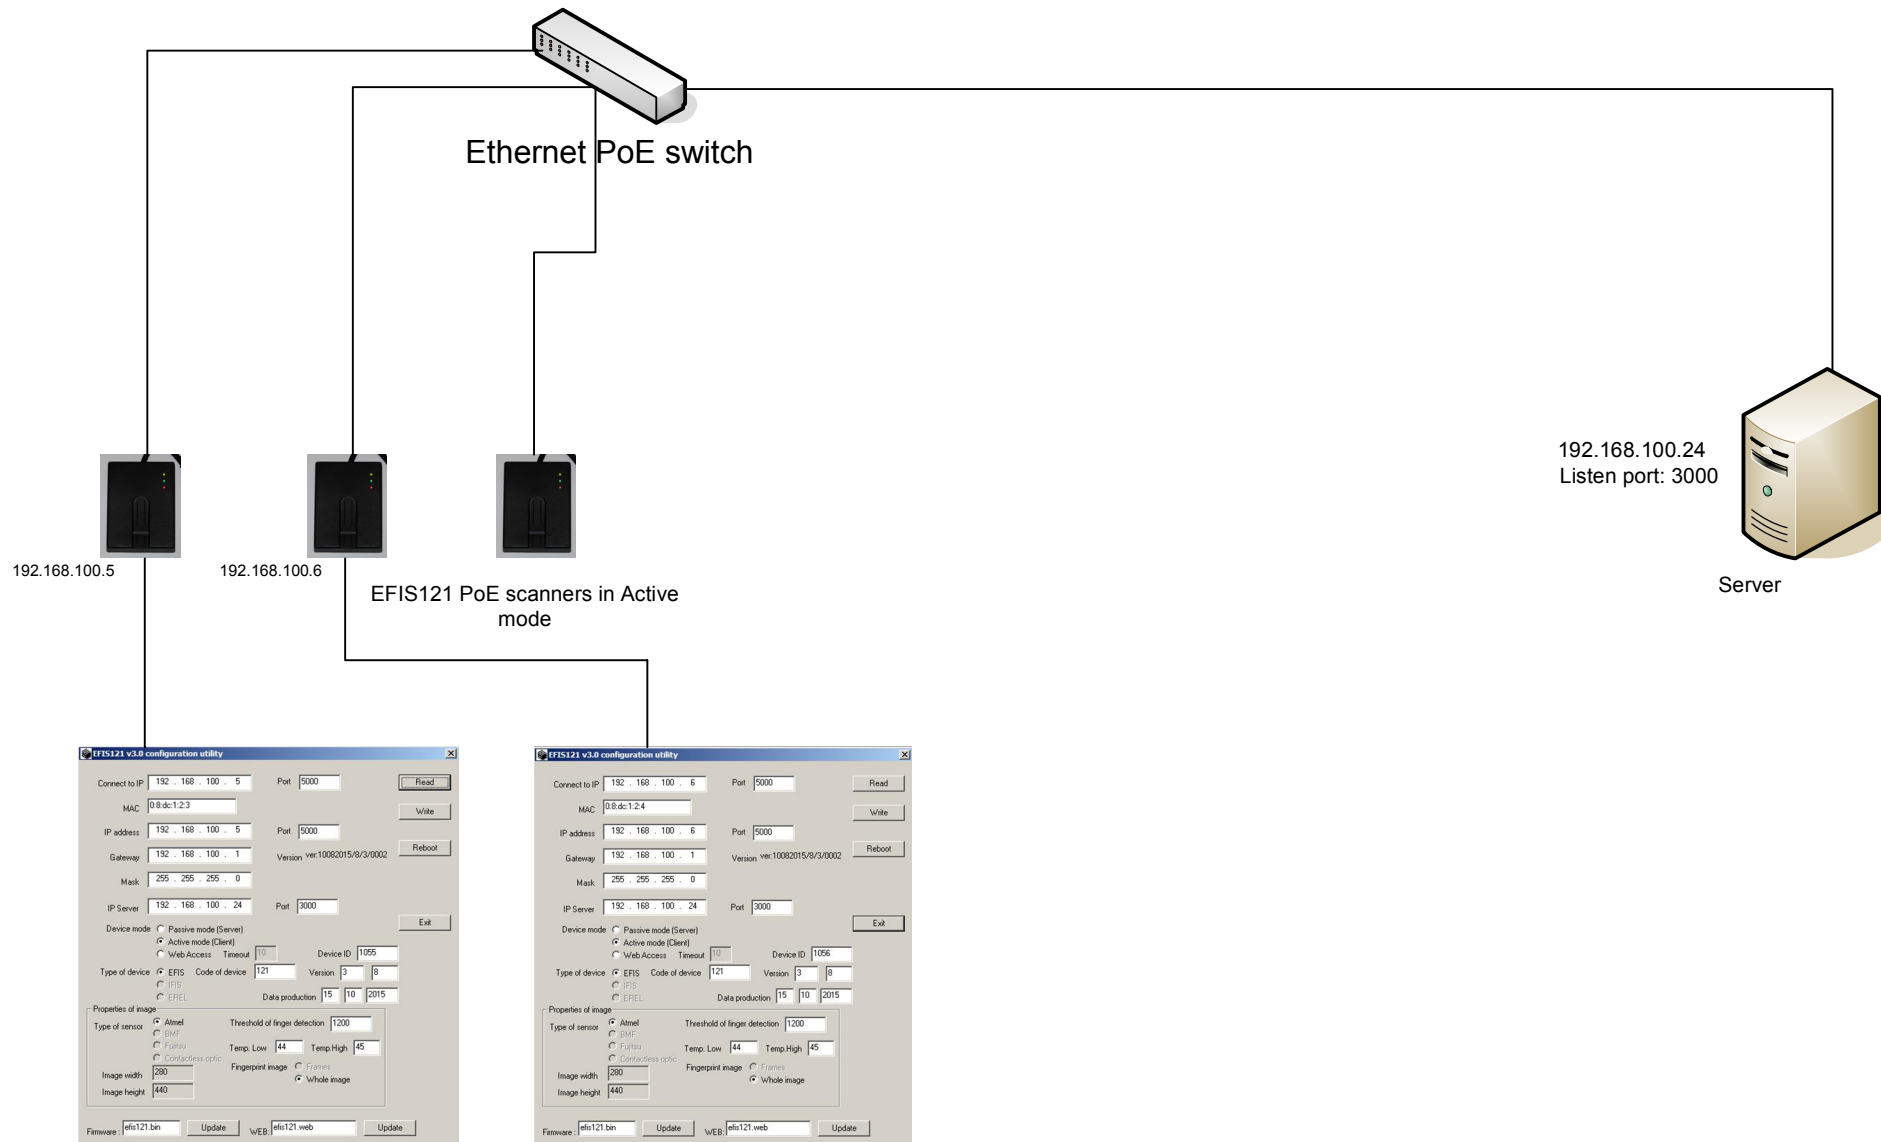 Ethernet PoE switch
192.168.100.24
Listen port: 3000
Server
192.168.100.5
192.168.100.6
EFIS121 PoE scanners in Active
mode
EFIS121 v3.0 configuration utility
Connect to IP 192 . 168 . 100 . 5 Port 5000 Read
MAC 0:8:dc:1:2:3 Write
IP address 192 . 168 . 100 . 5 Port 5000
Gateway 192 . 168 . 100 . 1 Version ver:10082015/8/3/0002 Reboot
Mask 255 . 255 . 255 . 0
IP Server 192 . 168 . 100 . 24 Port 3000
Exit
Device mode Passive mode (Server)
Active mode (Client)
Web Access Timeout 10 Device ID 1055
Type of device EFIS Code of device 121 Version 3 8
IFIS
EREL Data production 15 10 2015
Properties of image
Type of sensor Atmel Threshold of finger detection 1200
BMF
Fujitsu Temp. Low 44 Temp.High 45
Contactless optic
Fingerprint image Frames
Image width 280 Whole image
Image height 440
Firmware : efis121.bin Update WEB: efis121.web Update
EFIS121 v3.0 configuration utility
Connect to IP 192 . 168 . 100 . 6 Port 5000 Read
MAC 0:8:dc:1:2:4 Write
IP address 192 . 168 . 100 . 6 Port 5000
Gateway 192 . 168 . 100 . 1 Version ver:10082015/8/3/0002 Reboot
Mask 255 . 255 . 255 . 0
IP Server 192 . 168 . 100 . 24 Port 3000
Exit
Device mode Passive mode (Server)
Active mode (Client)
Web Access Timeout 10 Device ID 1056
Type of device EFIS Code of device 121 Version 3 8
IFIS
EREL Data production 15 10 2015
Properties of image
Type of sensor Atmel Threshold of finger detection 1200
BMF
Fujitsu Temp. Low 44 Temp.High 45
Contactless optic
Fingerprint image Frames
Image width 280 Whole image
Image height 440
Firmware : efis121.bin Update WEB: efis121.web Update